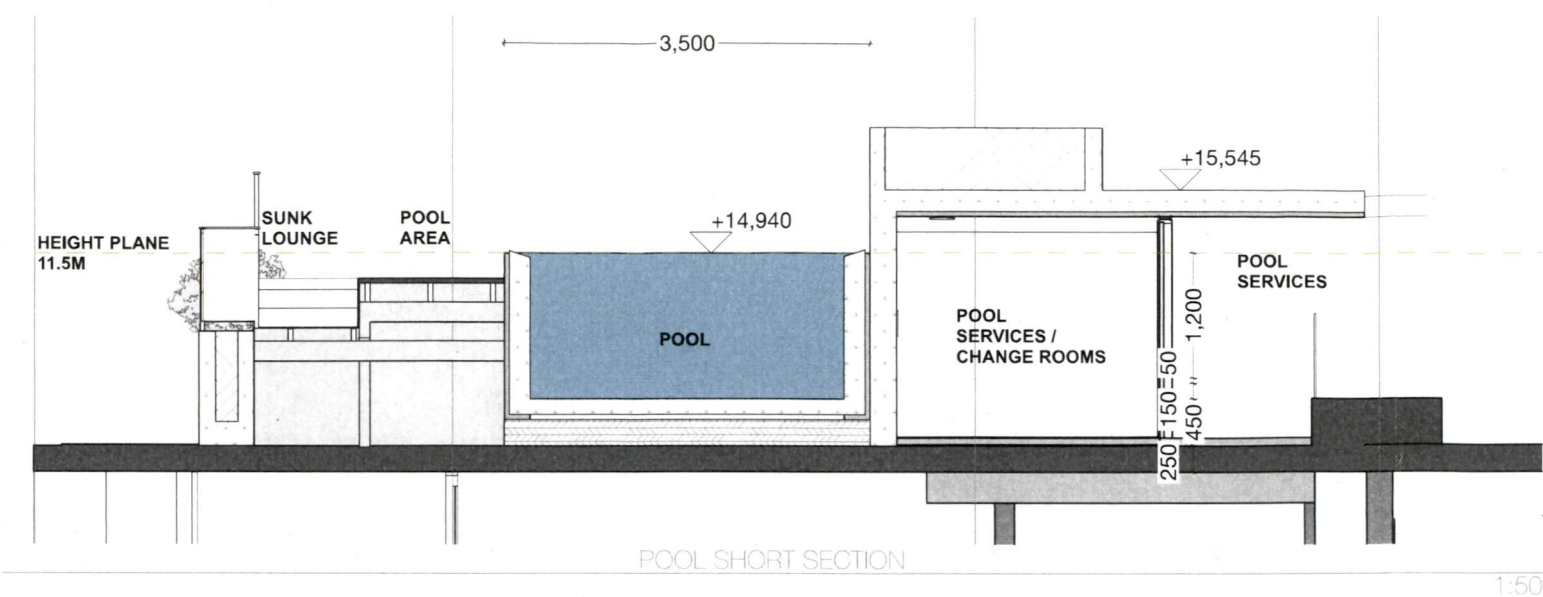 3,500
+15,545
+14,940
SUNK
LOUNGE
POOL
AREA
HEIGHT PLANE
11.5M
POOL
SERVICES
POOL
POOL
SERVICES /
CHANGE ROOMS
1,200
450
50
150
250
POOL SHORT SECTION
1:50